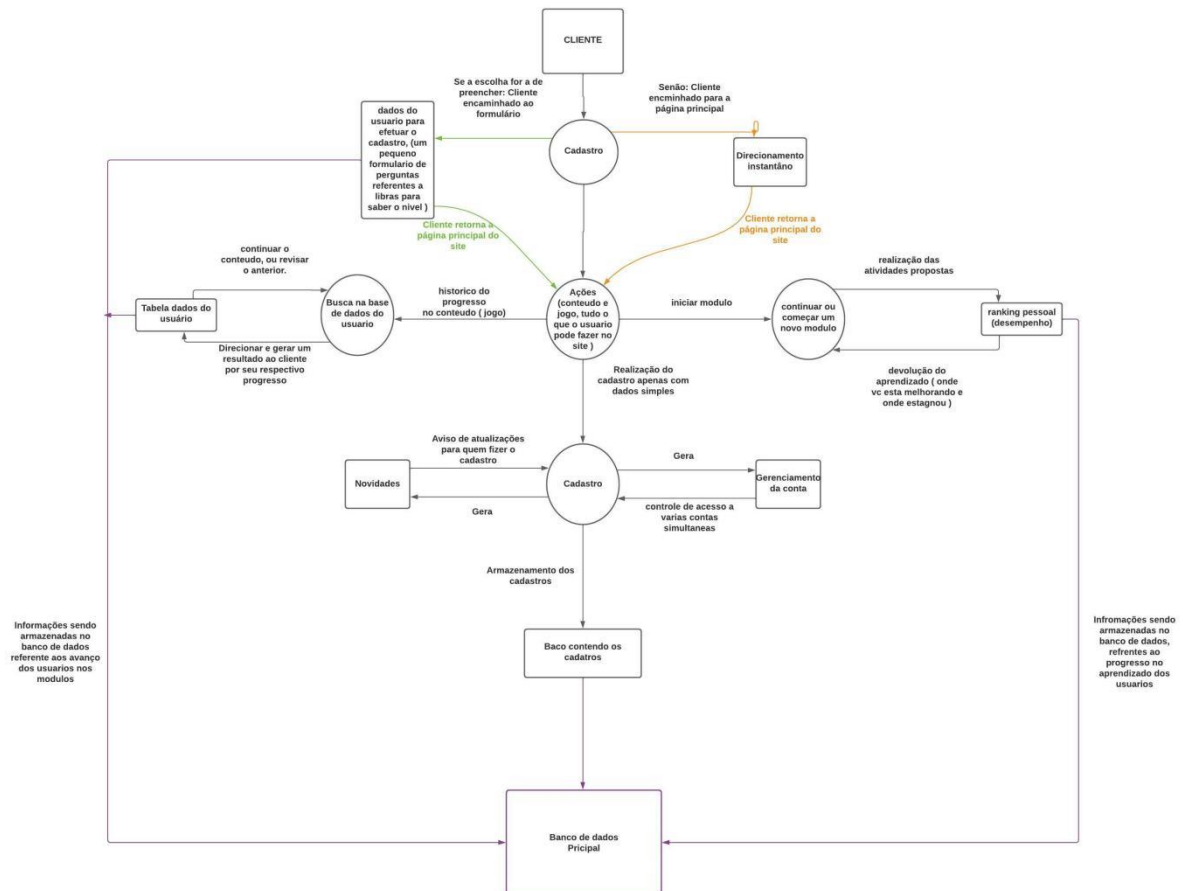 CLIENTE
Se a escolha for a de
preencher: Cliente
encaminhado ao
formulário
Senão: Cliente
encminhado para a
página principal
dados do
usuario para
efetuar o
cadastro, (um
pequeno
formulario de
perguntas
referentes a
libras para
saber o nivel )
Cadastro
Direcionamento
instantâno
Cliente retorna a
página principal do
site
Cliente retorna a
página principal do
site
continuar o
conteudo, ou revisar
o anterior.
realização das
atividades propostas
Tabela dados do
usuário
Busca na base
de dados do
usuario
historico do
progresso
no conteudo ( jogo)
Ações
(conteudo e
jogo, tudo o
que o usuario
pode fazer no
site )
iniciar modulo
continuar ou
começar um
novo modulo
ranking pessoal
(desempenho)
Direcionar e gerar um
resultado ao cliente
por seu respectivo
progresso
Realização do
cadastro apenas com
dados simples
devolução do
aprendizado ( onde
vc esta melhorando e
onde estagnou )
Aviso de atualizações
para quem fizer o
cadastro
Gera
Novidades
Cadastro
Gerenciamento
da conta
Gera
controle de acesso a
varias contas
simultaneas
Armazenamento dos
cadastros
Informações sendo
armazenadas no
banco de dados
referente aos avanço
dos usuarios nos
modulos
Baco contendo os
cadatros
Infromações sendo
armazenadas no
banco de dados,
refrentes ao
progresso no
aprendizado dos
usuarios
Banco de dados
Pricipal